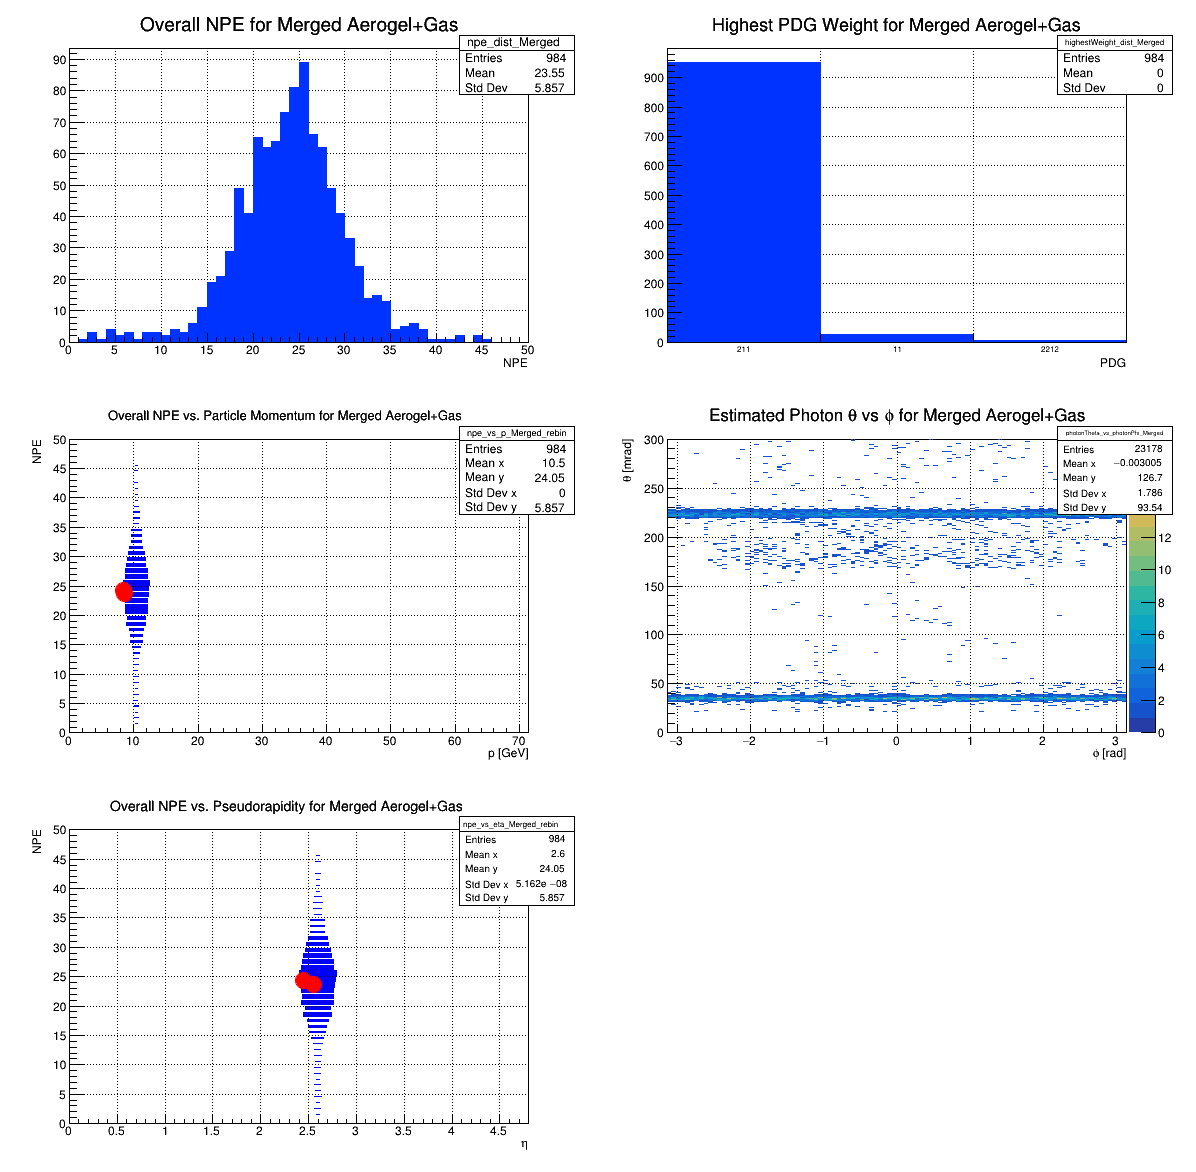 Overall NPE for Merged Aerogel+Gas
npe_dist_Merged
Entries 984
Mean 23.55
Std Dev 5.857
90
80
70
60
50
40
30
20
10
0
0 5 10 15 20 25 30 35 40 45 50
NPE
Highest PDG Weight for Merged Aerogel+Gas
highestWeight_dist_Merged
Entries 984
Mean 0
Std Dev 0
900
800
700
600
500
400
300
200
100
0
211 11 2212
PDG
Overall NPE vs. Particle Momentum for Merged Aerogel+Gas
npe_vs_p_Merged_rebin
Entries 984
Mean x 10.5
Mean y 24.05
Std Dev x 0
Std Dev y 5.857
NPE
50
45
40
35
30
25
20
15
10
5
0
0 10 20 30 40 50 60 70
p [GeV]
Estimated Photon θ vs ϕ for Merged Aerogel+Gas
photonTheta_vs_photonPhi_Merged
Entries 23178
Mean x −0.003005
Mean y 126.7
Std Dev x 1.786
Std Dev y 93.54
θ [mrad]
300
250
200
150
100
50
0
−3 −2 −1 0 1 2 3
ϕ [rad]
12
10
8
6
4
2
0
Overall NPE vs. Pseudorapidity for Merged Aerogel+Gas
npe_vs_eta_Merged_rebin
Entries 984
Mean x 2.6
Mean y 24.05
Std Dev x 5.162e −08
Std Dev y 5.857
NPE
50
45
40
35
30
25
20
15
10
5
0
0 0.5 1 1.5 2 2.5 3 3.5 4 4.5
η